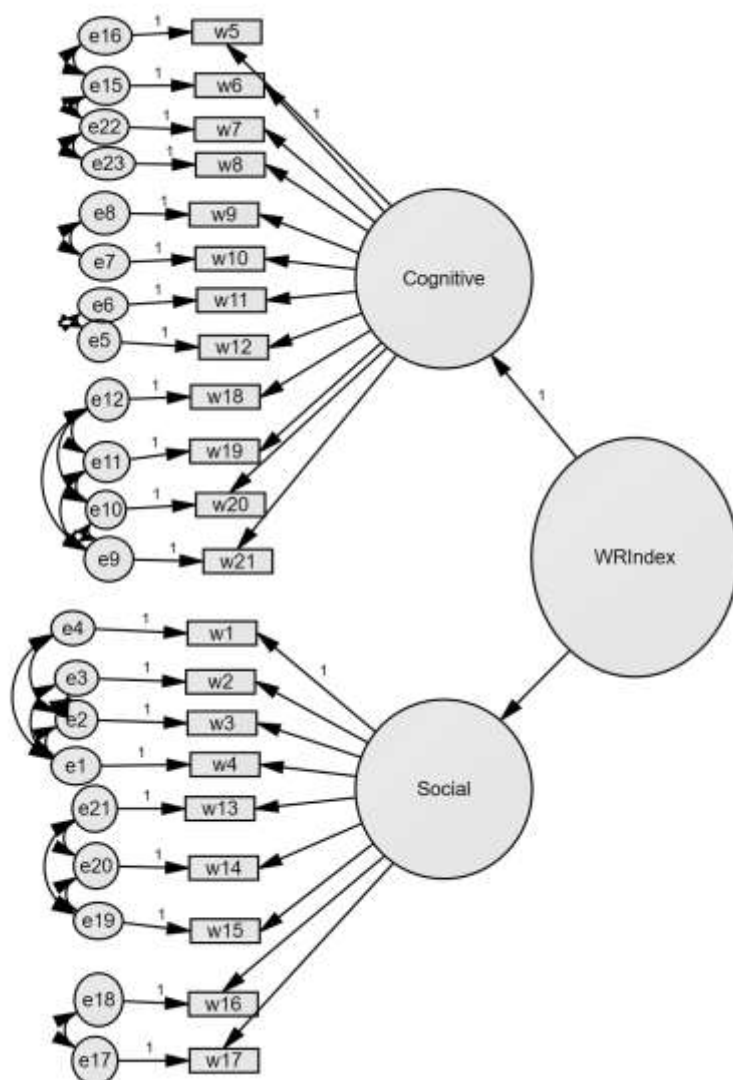 e16 1 w5
e15 1 w6 1
e22 1 w7
e23 1 w8
e8 1 w9
e7 1 w10
Cognitive
e6 1 w11
e5 1 w12
e12 1 w18
1
e11 1 w19
e10 1 w20
e9 1 w21
WRIndex
e4 1 w1
1
e3 1 w2
e2 1 w3
e1 1 w4
Social
e21 1 w13
e20 1 w14
e19 1 w15
e18 1 w16
e17 1 w17